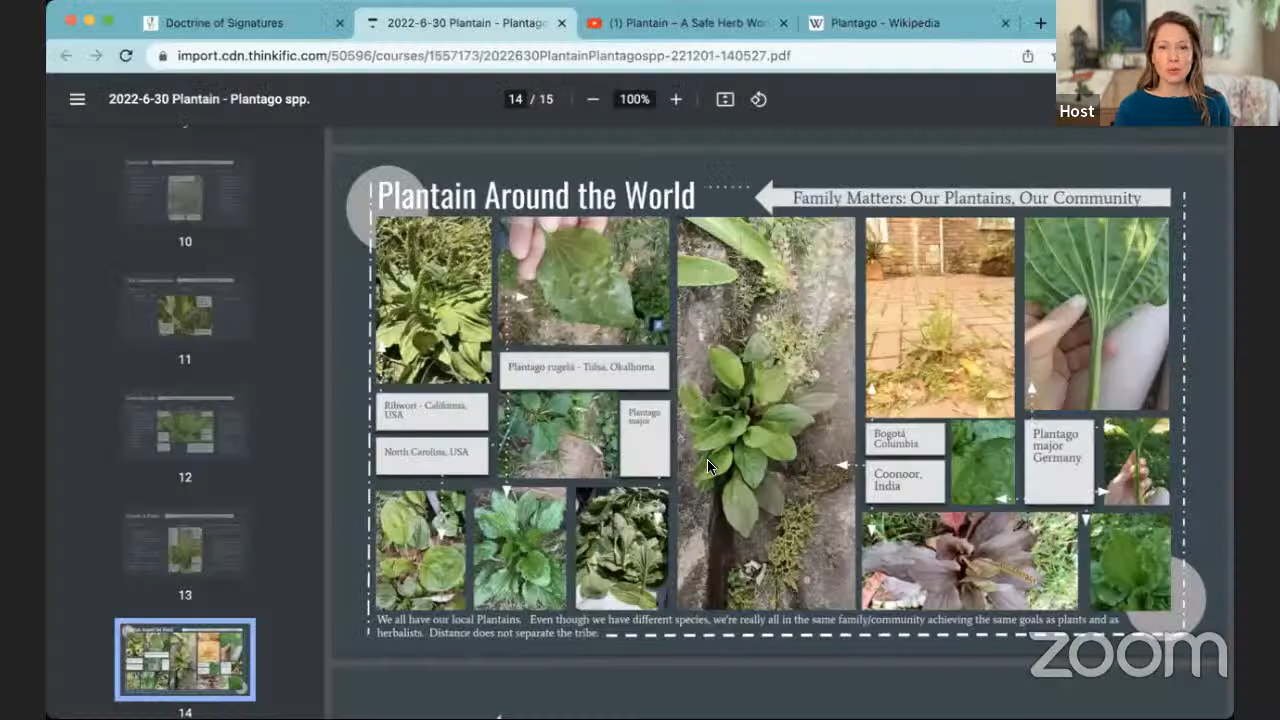 Doctrine of Signatures
2022-6-30 Plantain - Plantago
(1) Plantain – A Safe Herb Wor
Plantago - Wikipedia
import.cdn.thinkific.com/50596/courses/1557173/2022630PlantainPlantagospp-221201-140527.pdf
2022-6-30 Plantain - Plantago spp.
14 / 15
100%
Host
10
11
12
13
14
Plantain Around the World
Family Matters: Our Plantains, Our Community
Plantago rugelii - Tulsa, Okalhoma
Ribwort - California,
USA
North Carolina, USA
Plantago
major
Bogotá
Columbia
Coonoor,
India
Plantago
major
Germany
We all have our local Plantains. Even though we have different species, we're really all in the same family/community achieving the same goals as plants and as
herbalists. Distance does not separate the tribe.
zoom